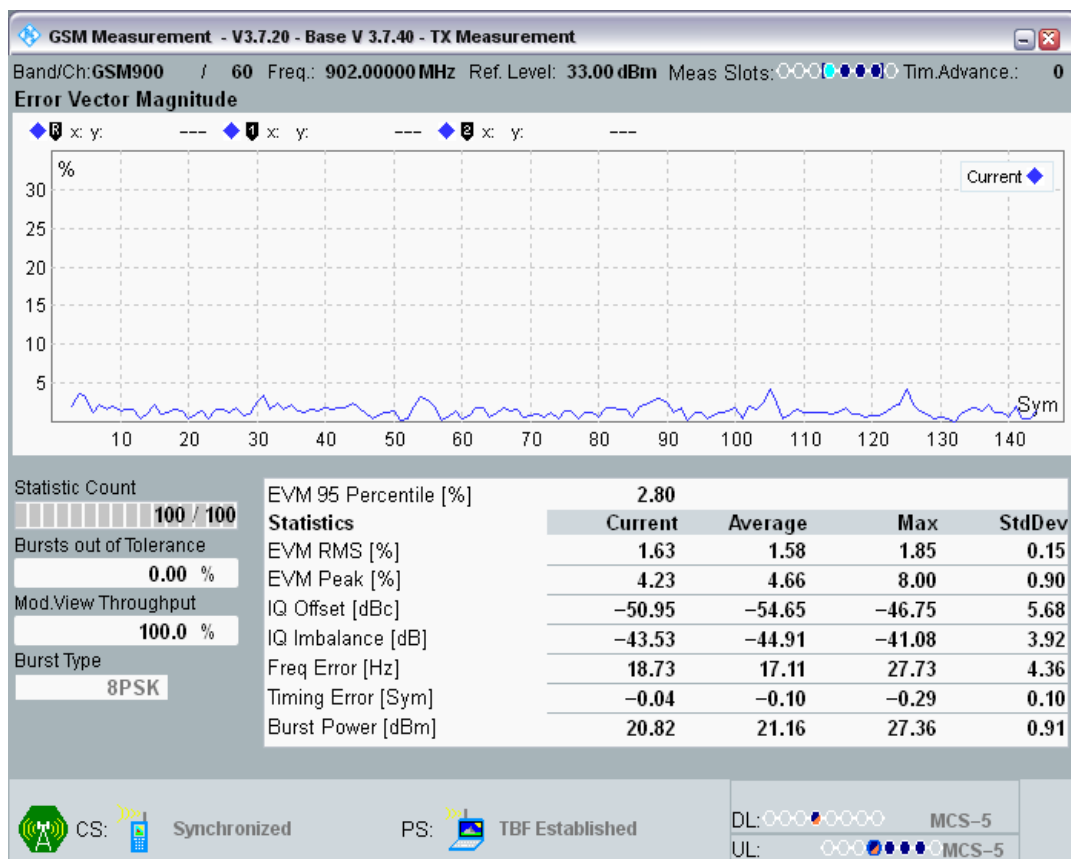 GSM Measurement - V3.7.20 - Base V 3.7.40 - TX Measurement
Band/Ch:GSM900 / 60 Freq.: 902.00000 MHz Ref. Level: 33.00 dBm Meas Slots: Tim.Advance.: 0
Error Vector Magnitude
R x: y: --- 1 x: y: --- 2 x: y: ---
%
Current
30
25
20
15
10
5
Sym
10 20 30 40 50 60 70 80 90 100 110 120 130 140
Statistic Count
100 / 100
Bursts out of Tolerance
0.00 %
Mod.View Throughput
100.0 %
Burst Type
8PSK
EVM 95 Percentile [%] 2.80
Statistics Current Average Max StdDev
EVM RMS [%] 1.63 1.58 1.85 0.15
EVM Peak [%] 4.23 4.66 8.00 0.90
IQ Offset [dBc] −50.95 −54.65 −46.75 5.68
IQ Imbalance [dB] −43.53 −44.91 −41.08 3.92
Freq Error [Hz] 18.73 17.11 27.73 4.36
Timing Error [Sym] −0.04 −0.10 −0.29 0.10
Burst Power [dBm] 20.82 21.16 27.36 0.91
CS: Synchronized PS: TBF Established
DL: MCS−5
UL: MCS−5